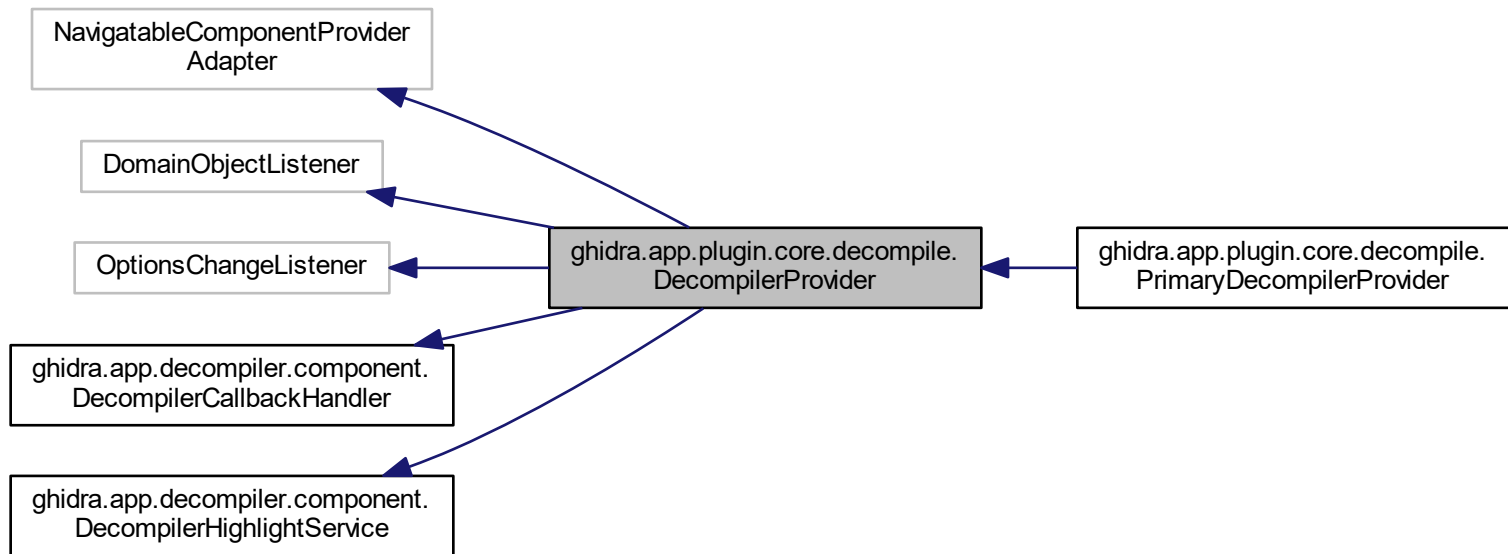 NavigatableComponentProvider
Adapter
DomainObjectListener
OptionsChangeListener
ghidra.app.decompiler.component.
DecompilerCallbackHandler
ghidra.app.decompiler.component.
DecompilerHighlightService
ghidra.app.plugin.core.decompile.
DecompilerProvider
ghidra.app.plugin.core.decompile.
PrimaryDecompilerProvider